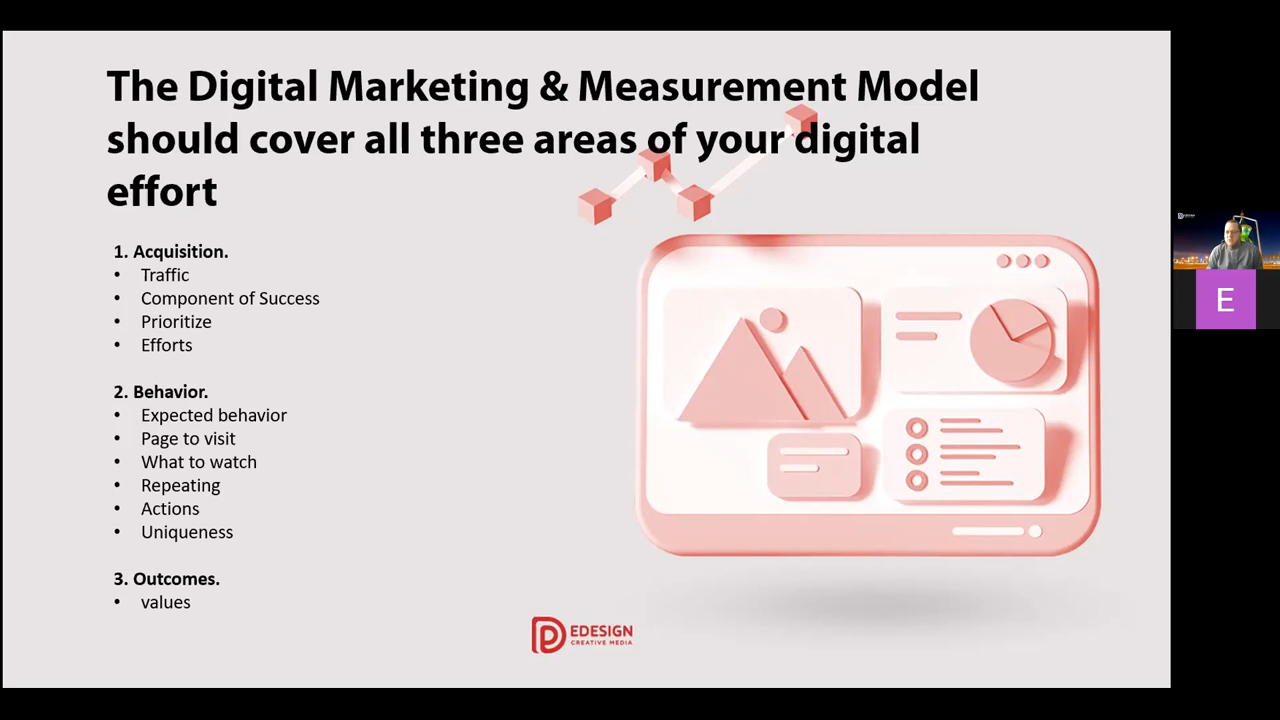 The Digital Marketing & Measurement Model
should cover all three areas of your digital
effort
1. Acquisition.
• Traffic
• Component of Success
• Prioritize
• Efforts
2. Behavior.
• Expected behavior
• Page to visit
• What to watch
• Repeating
• Actions
• Uniqueness
3. Outcomes.
• values
EDESIGN
CREATIVE MEDIA
E